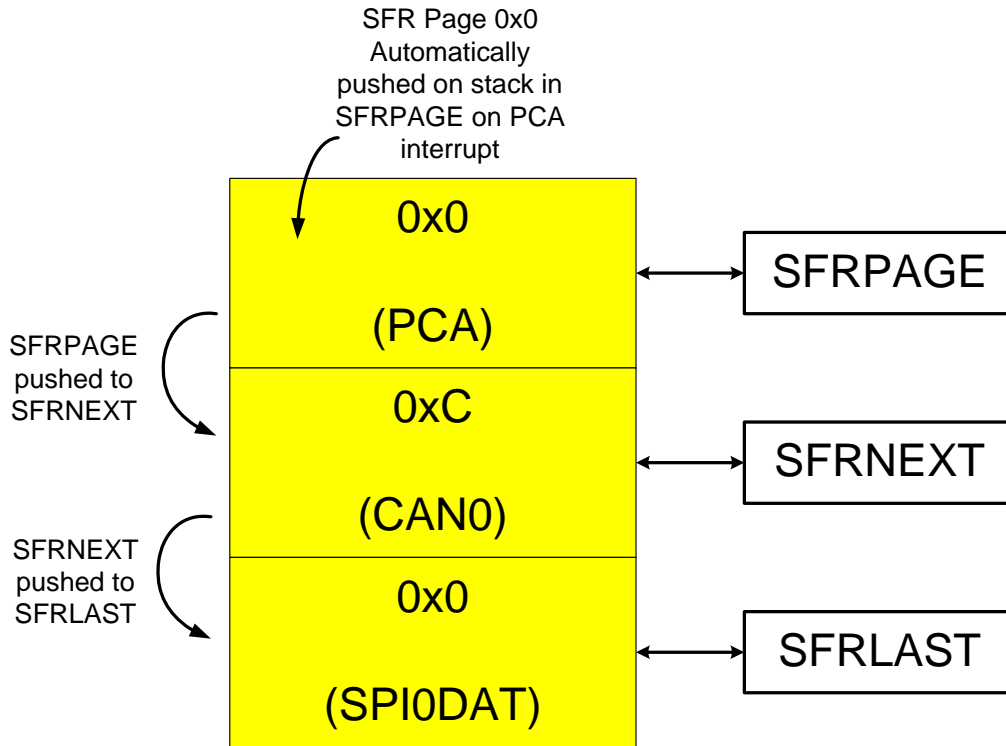 SFR Page 0x0
Automatically
pushed on stack in
SFRPAGE on PCA
interrupt
0x0
(PCA)
SFRPAGE
SFRPAGE
pushed to
SFRNEXT
0xC
(CAN0)
SFRNEXT
SFRNEXT
pushed to
SFRLAST
0x0
(SPI0DAT)
SFRLAST